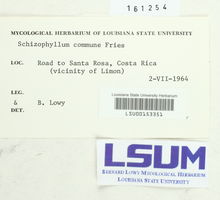 161254
MYCOLOGICAL HERBARIUM OF LOUISIANA STATE UNIVERSITY
Schizophyllum commune Fries
LOC. Road to Santa Rosa, Costa Rica
(vicinity of Limon)
2-VII-1964
LEG.
& B. Lowy
DET.
Louisiana State University Herbarium
LSU00153351
LSUM
BERNARD LOWY MYCOLOGICAL HERBARIUM
LOUISIANA STATE UNIVERSITY